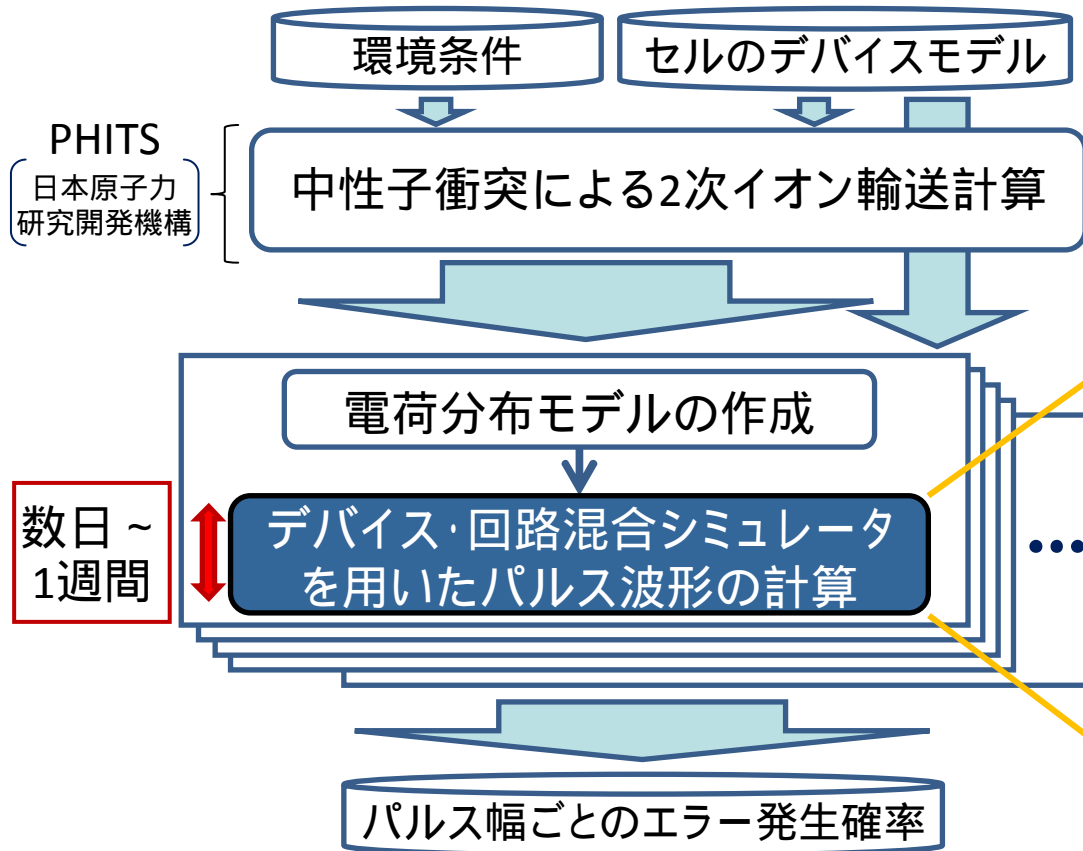 環境条件
セルのデバイスモデル
PHITS
日本原子力
研究開発機構
中性子衝突による2次イオン輸送計算
電荷分布モデルの作成
数日 ~
1週間
デバイス・回路混合シミュレータ
を用いたパルス波形の計算
•••
パルス幅ごとのエラー発生確率